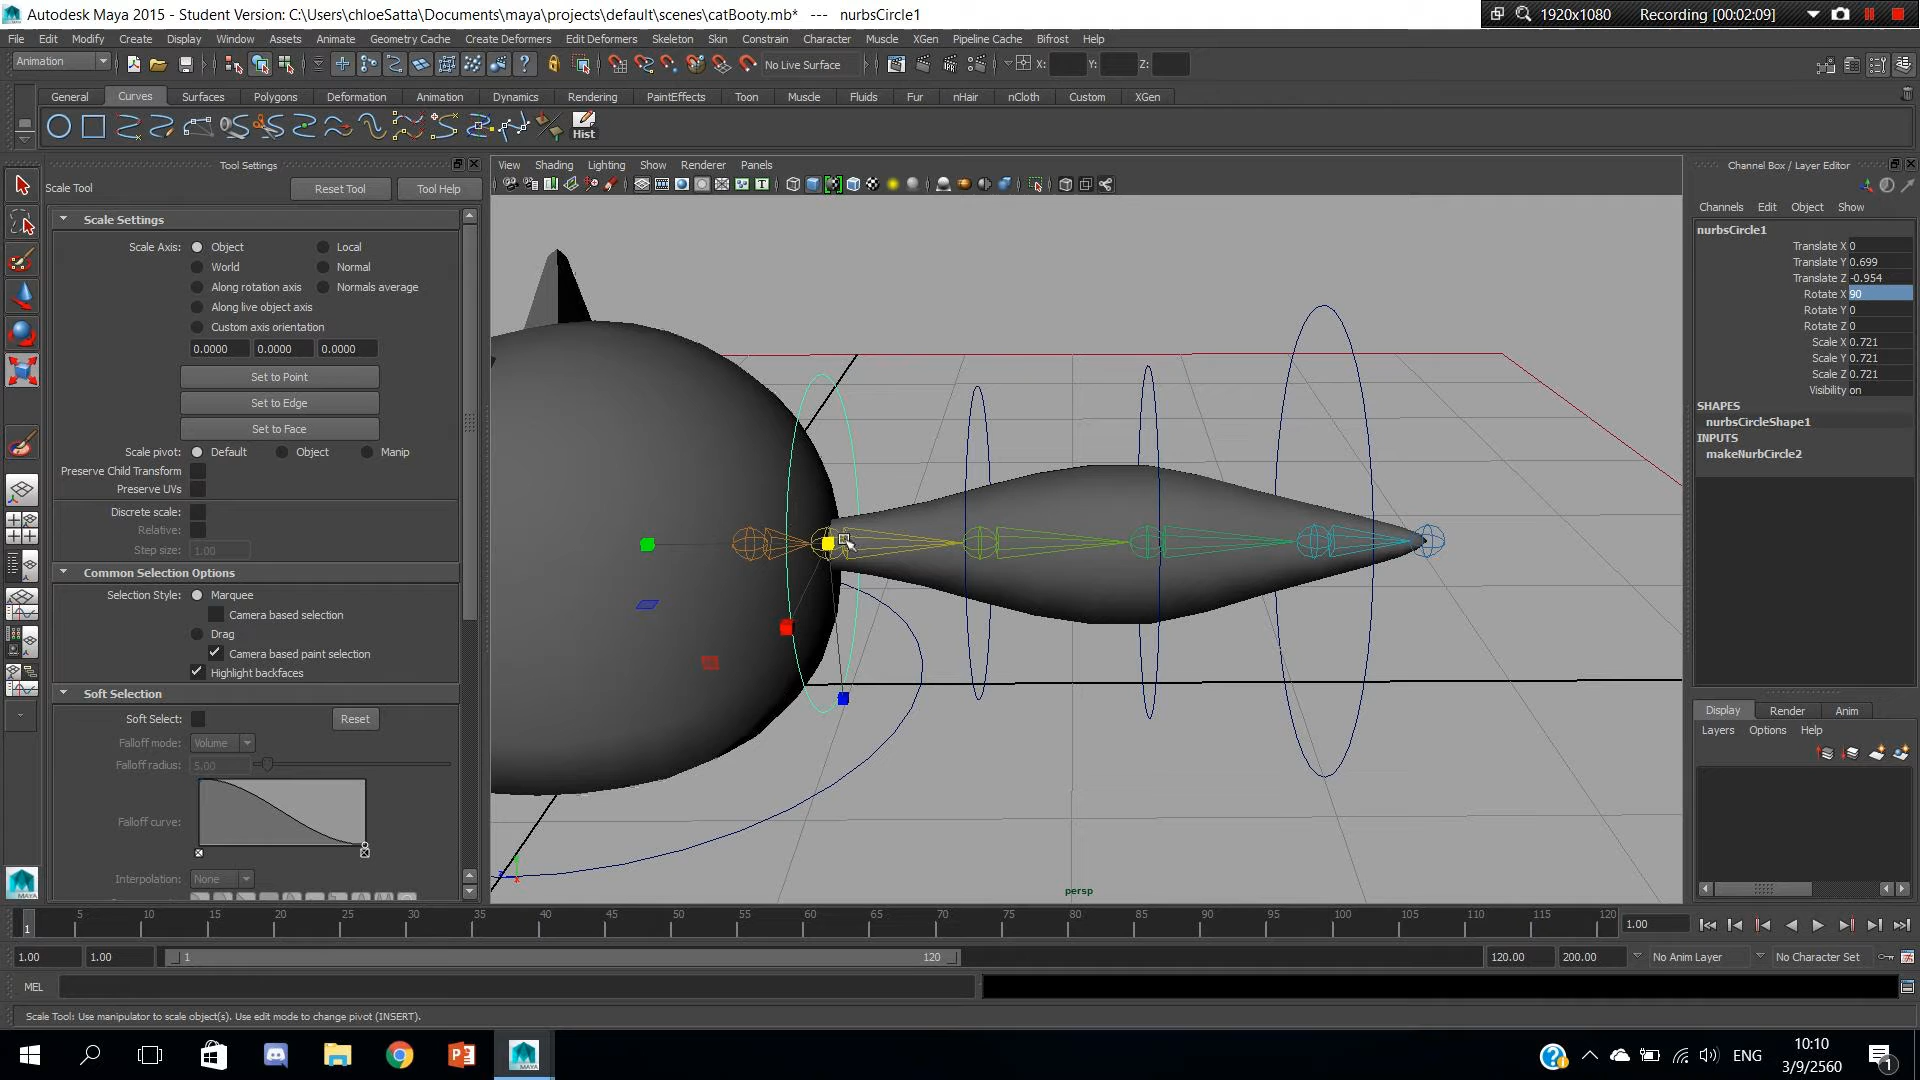 Autodesk Maya 2015 - Student Version: C:\Users\chloeSatta\Documents\maya\projects\default\scenes\catBooty.mb*  ---  nurbsCircle1
1920x1080 Recording [00:02:09]
File Edit Modify Create Display Window Assets Animate Geometry Cache Create Deformers Edit Deformers Skeleton Skin Constrain Character Muscle XGen Pipeline Cache Bifrost Help
Animation No Live Surface X: Y: Z:
General Curves Surfaces Polygons Deformation Animation Dynamics Rendering PaintEffects Toon Muscle Fluids Fur nHair nCloth Custom XGen
Hist
Tool Settings
Scale Tool Reset Tool Tool Help
Scale Settings
Scale Axis: Object Local
World Normal
Along rotation axis Normals average
Along live object axis
Custom axis orientation
0.0000 0.0000 0.0000
Set to Point
Set to Edge
Set to Face
Scale pivot: Default Object Manip
Preserve Child Transform
Preserve UVs
Discrete scale:
Relative:
Step size: 1.00
Common Selection Options
Selection Style: Marquee
Camera based selection
Drag
Camera based paint selection
Highlight backfaces
Soft Selection
Soft Select: Reset
Falloff mode: Volume
Falloff radius: 5.00
Falloff curve:
Interpolation: None
View Shading Lighting Show Renderer Panels
persp
Channel Box / Layer Editor
Channels Edit Object Show
nurbsCircle1
Translate X 0
Translate Y 0.699
Translate Z -0.954
Rotate X 90
Rotate Y 0
Rotate Z 0
Scale X 0.721
Scale Y 0.721
Scale Z 0.721
Visibility on
SHAPES
nurbsCircleShape1
INPUTS
makeNurbCircle2
Display Render Anim
Layers Options Help
1 5 10 15 20 25 30 35 40 45 50 55 60 65 70 75 80 85 90 95 100 105 110 115 120 1.00
1.00 1.00 1 120 120.00 200.00 No Anim Layer No Character Set
MEL
Scale Tool: Use manipulator to scale object(s). Use edit mode to change pivot (INSERT).
MAYA
ENG
10:10
3/9/2560
1